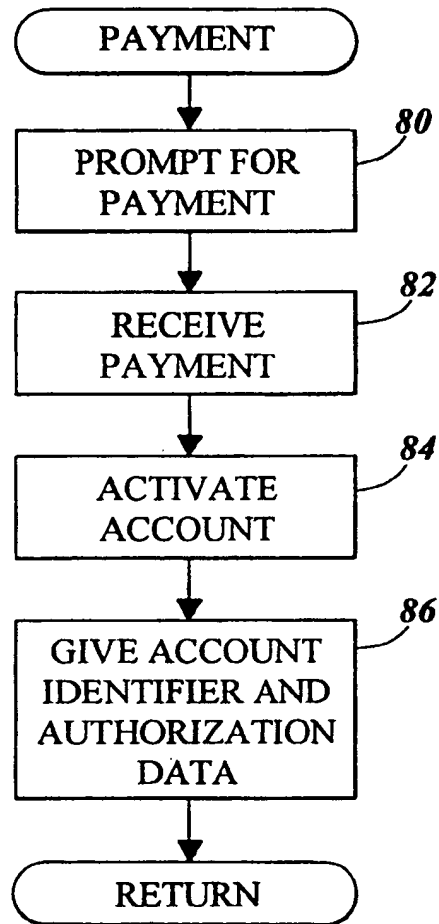 PAYMENT
80
PROMPT FOR
PAYMENT
82
RECEIVE
PAYMENT
84
ACTIVATE
ACCOUNT
86
GIVE ACCOUNT
IDENTIFIER AND
AUTHORIZATION
DATA
RETURN